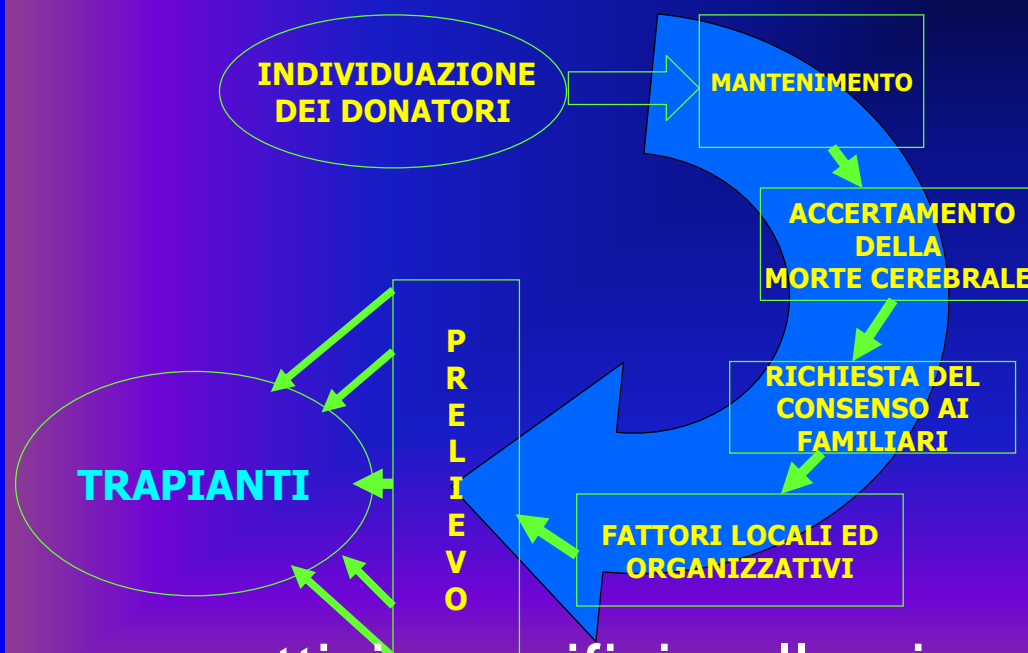 INDIVIDUAZIONE
DEI DONATORI
MANTENIMENTO
ACCERTAMENTO
DELLA
MORTE CEREBRALE
RICHIESTA DEL
CONSENSO AI
FAMILIARI
FATTORI LOCALI ED
ORGANIZZATIVI
P
R
E
L
I
E
V
O
TRAPIANTI